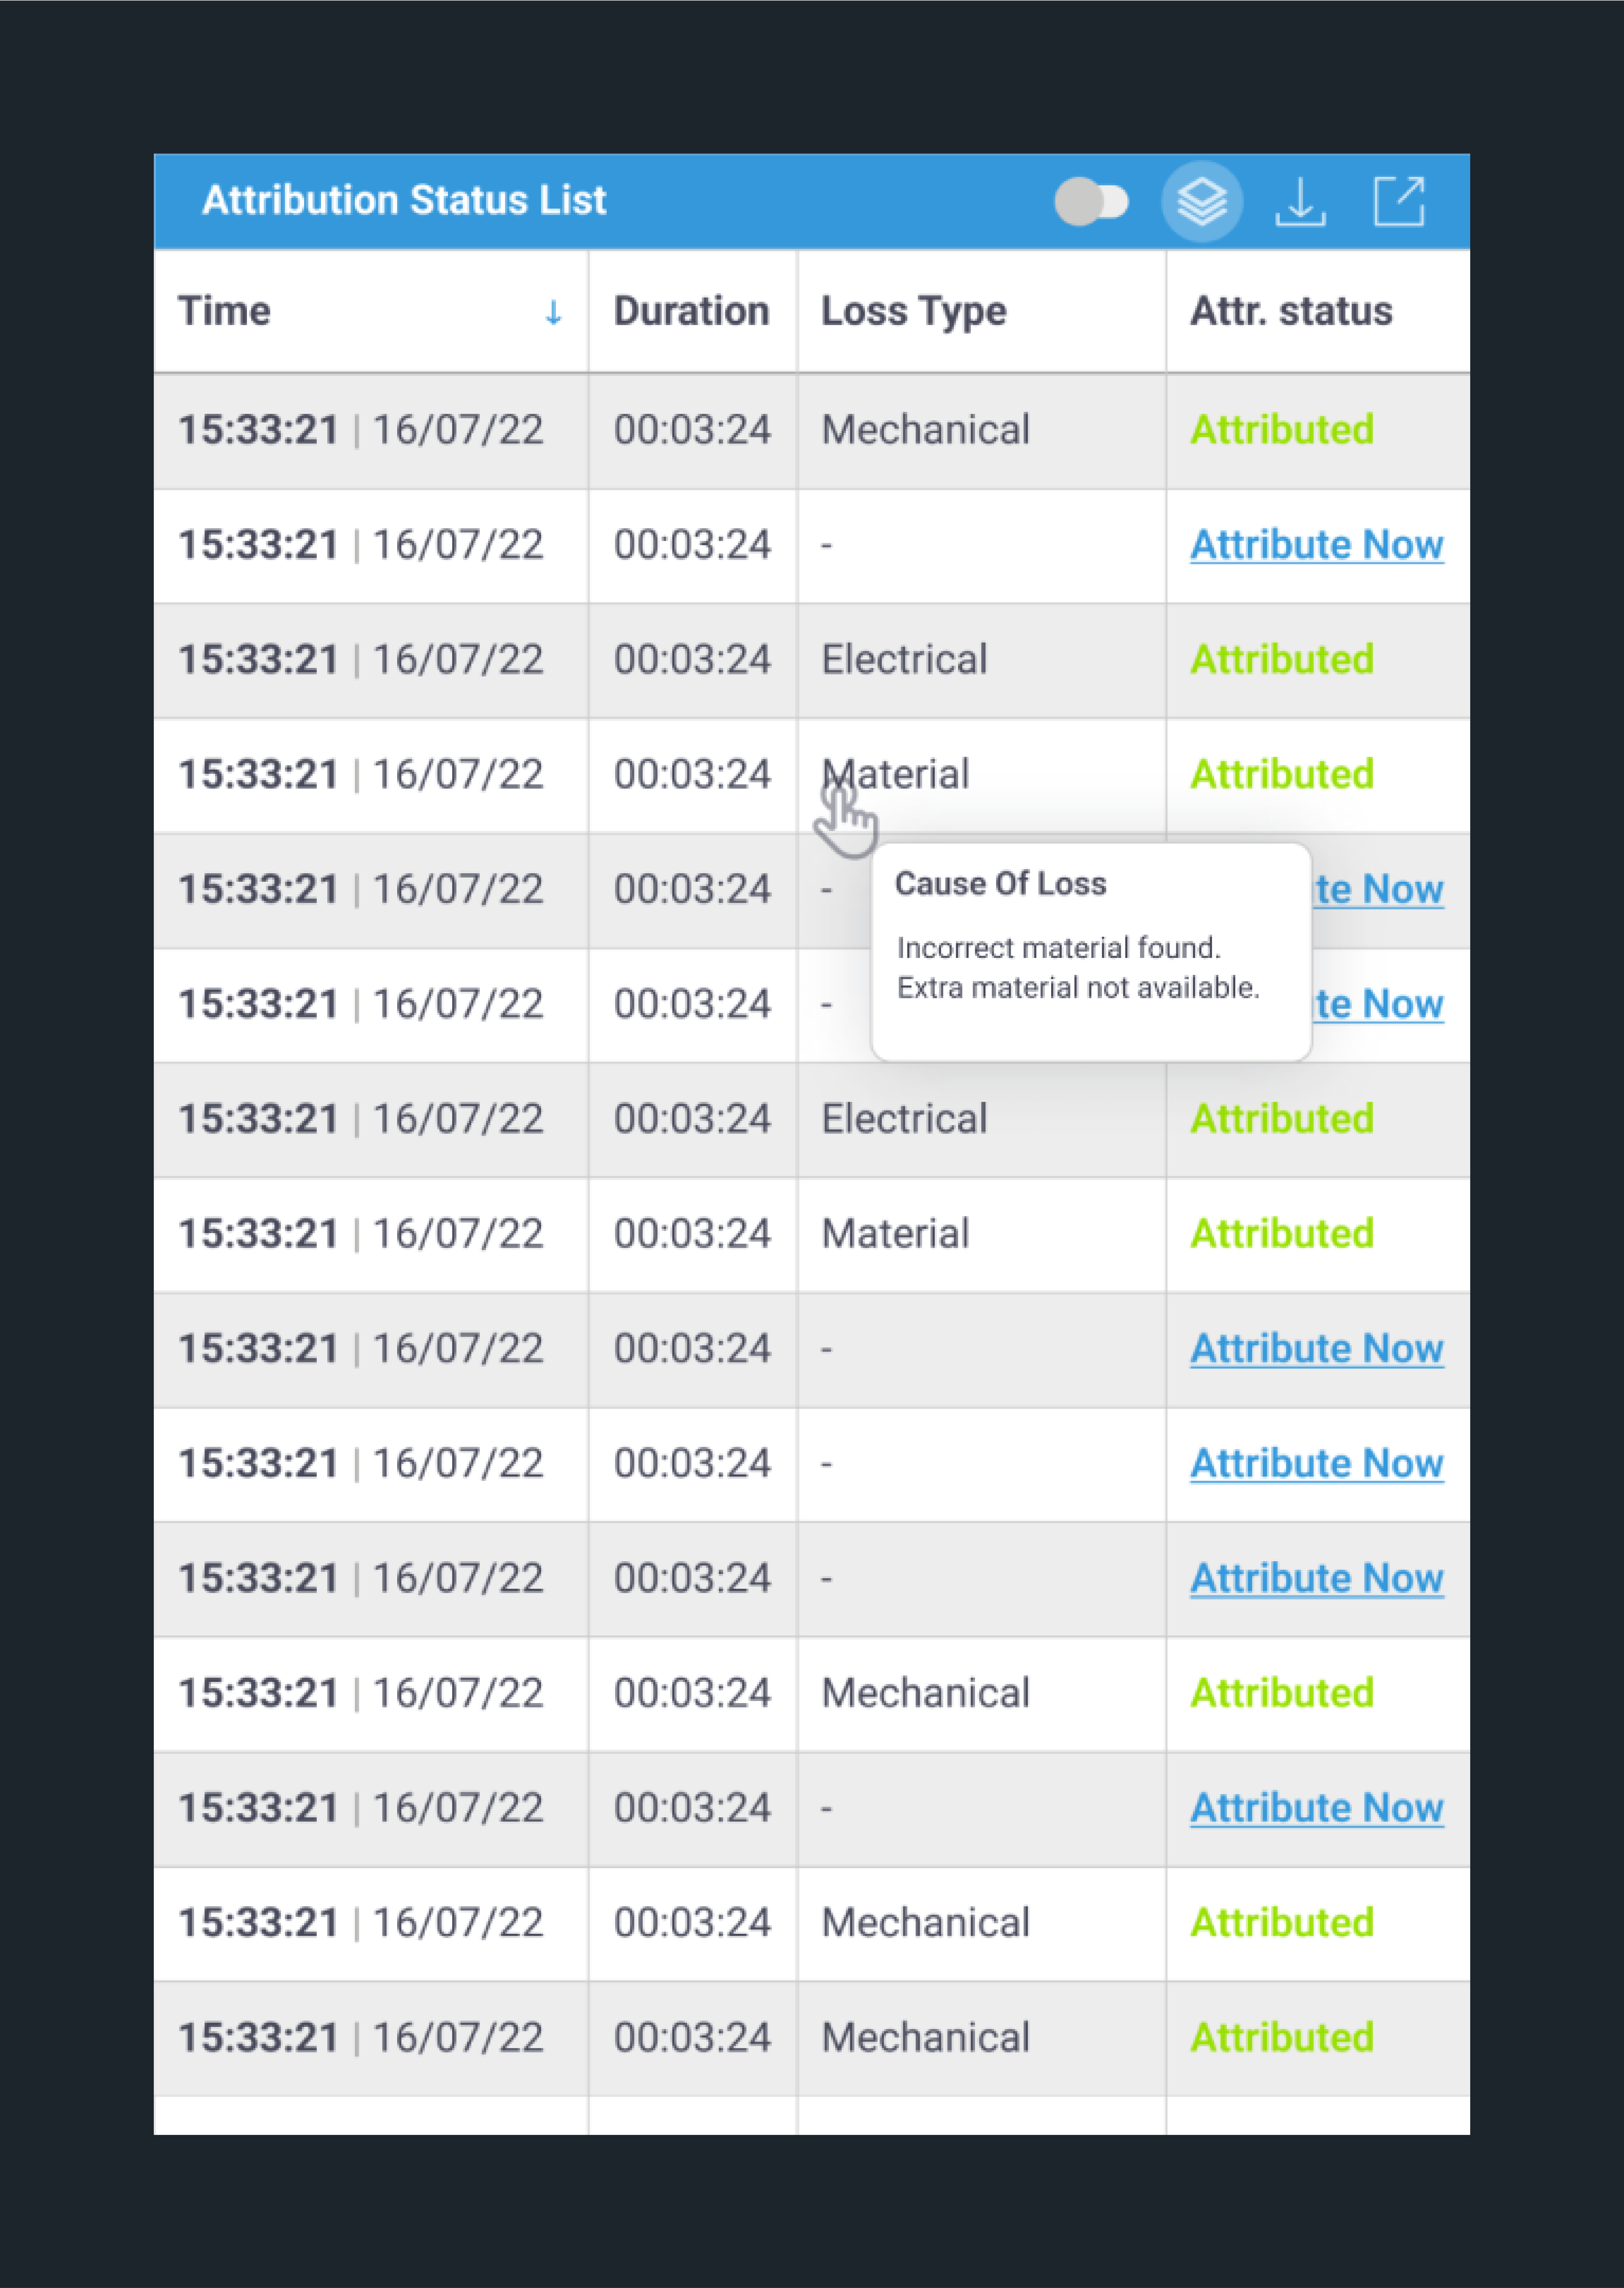 Attribution Status List
Time ↓ Duration Loss Type Attr. status
15:33:21 | 16/07/22 00:03:24 Mechanical Attributed
15:33:21 | 16/07/22 00:03:24 - Attribute Now
15:33:21 | 16/07/22 00:03:24 Electrical Attributed
15:33:21 | 16/07/22 00:03:24 Material Attributed
15:33:21 | 16/07/22 00:03:24 - Now
Cause Of Loss
Incorrect material found.
Extra material not available.
15:33:21 | 16/07/22 00:03:24 - Now
15:33:21 | 16/07/22 00:03:24 Electrical Attributed
15:33:21 | 16/07/22 00:03:24 Material Attributed
15:33:21 | 16/07/22 00:03:24 - Attribute Now
15:33:21 | 16/07/22 00:03:24 - Attribute Now
15:33:21 | 16/07/22 00:03:24 - Attribute Now
15:33:21 | 16/07/22 00:03:24 Mechanical Attributed
15:33:21 | 16/07/22 00:03:24 - Attribute Now
15:33:21 | 16/07/22 00:03:24 Mechanical Attributed
15:33:21 | 16/07/22 00:03:24 Mechanical Attributed